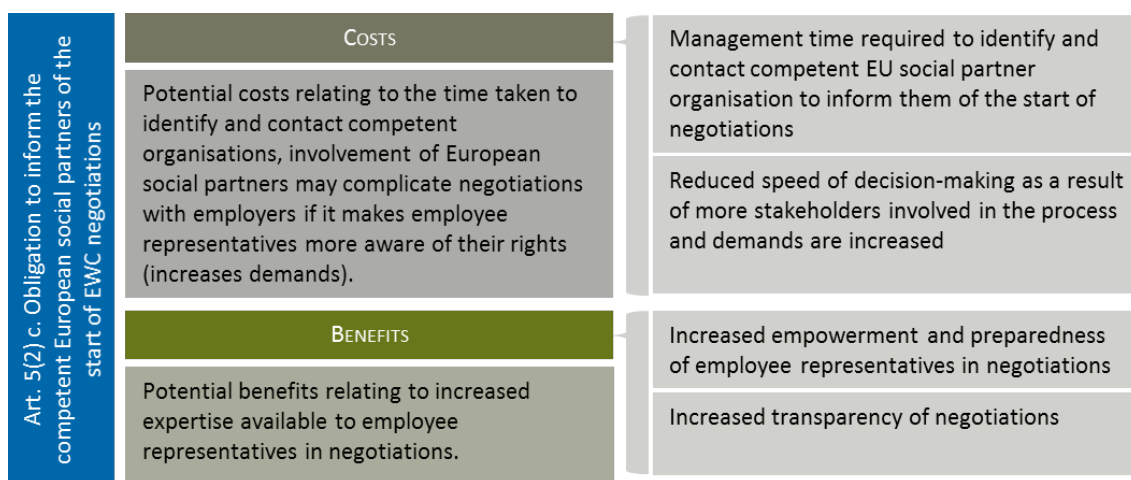 Art. 5(2) c. Obligation to inform the
competent European social partners of the
start of EWC negotiations
COSTS
Potential costs relating to the time taken to
identify and contact competent
organisations, involvement of European
social partners may complicate negotiations
with employers if it makes employee
representatives more aware of their rights
(increases demands).
Management time required to identify and
contact competent EU social partner
organisation to inform them of the start of
negotiations
Reduced speed of decision-making as a result
of more stakeholders involved in the process
and demands are increased
BENEFITS
Potential benefits relating to increased
expertise available to employee
representatives in negotiations.
Increased empowerment and preparedness
of employee representatives in negotiations
Increased transparency of negotiations